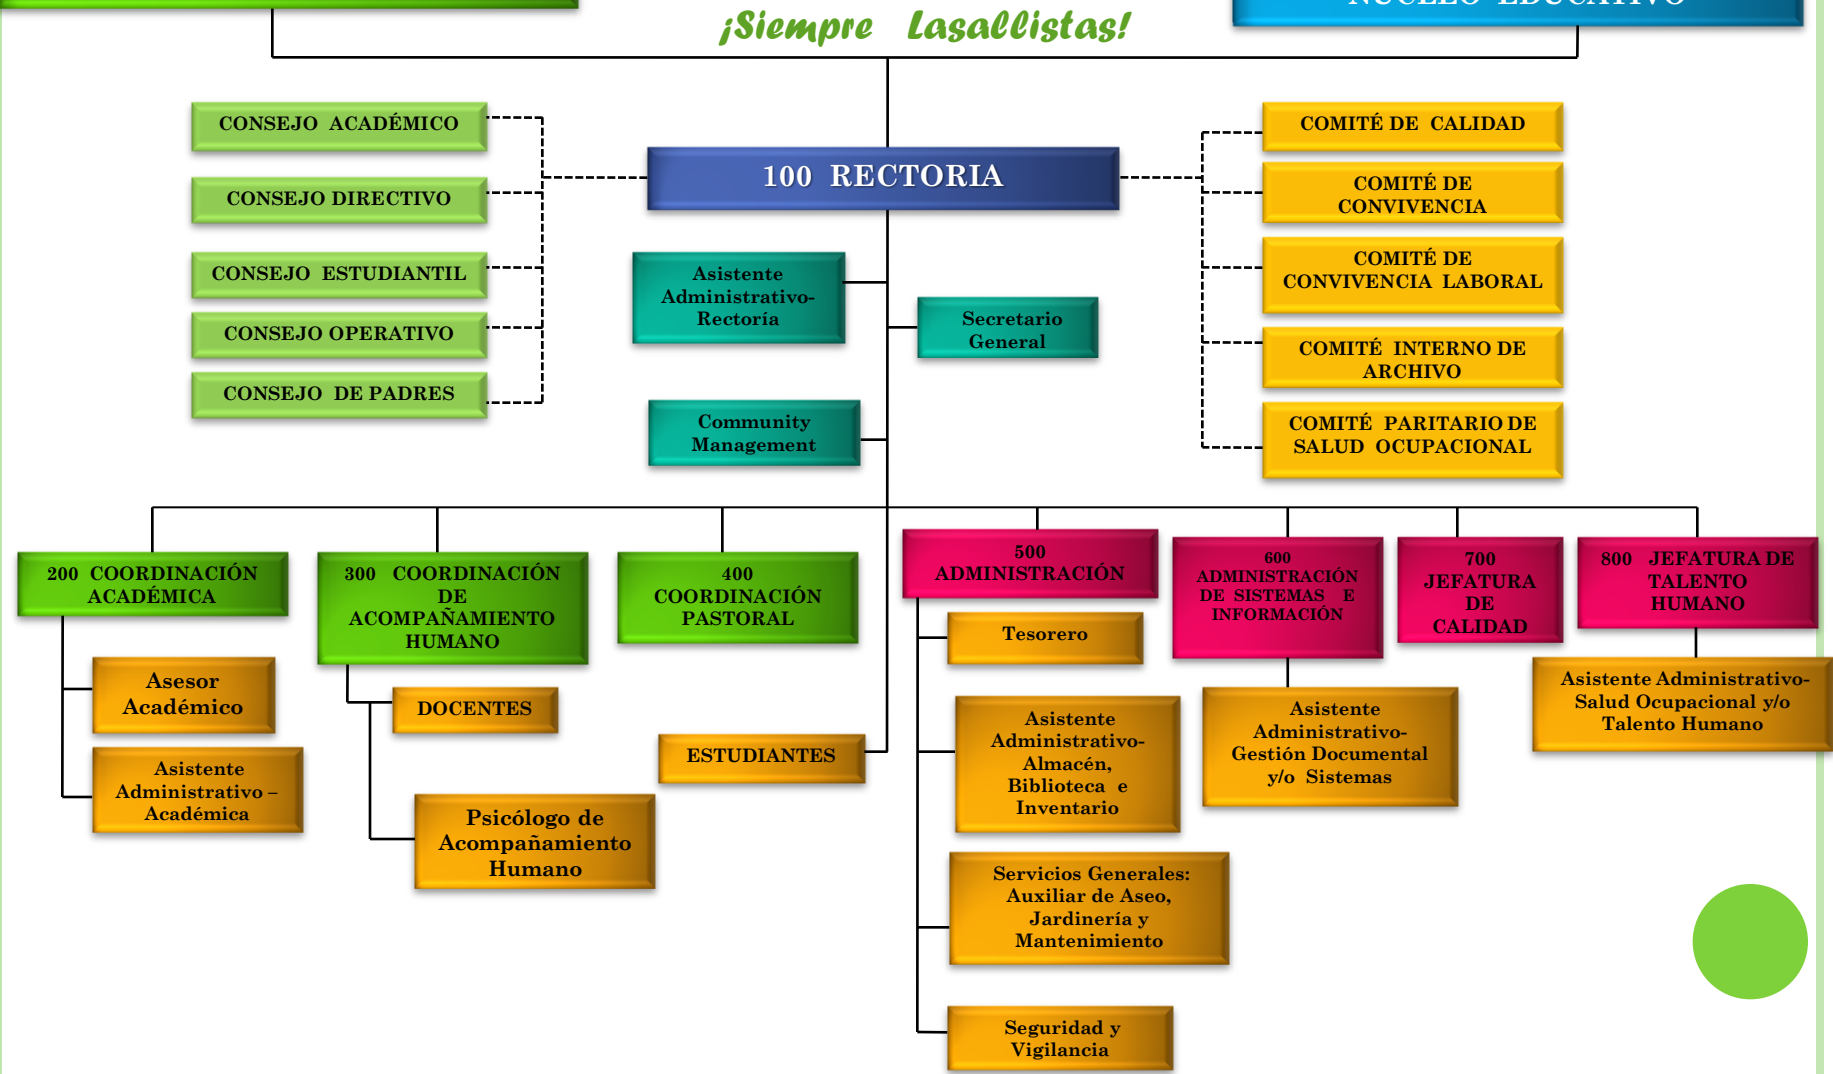 NÚCLEO EDUCATIVO
¡Siempre Lasallistas!
CONSEJO ACADÉMICO
CONSEJO DIRECTIVO
CONSEJO ESTUDIANTIL
CONSEJO OPERATIVO
CONSEJO DE PADRES
100 RECTORIA
COMITÉ DE CALIDAD
COMITÉ DE
CONVIVENCIA
COMITÉ DE
CONVIVENCIA LABORAL
COMITÉ INTERNO DE
ARCHIVO
COMITÉ PARITARIO DE
SALUD OCUPACIONAL
Asistente
Administrativo-
Rectoría
Secretario
General
Community
Management
200 COORDINACIÓN
ACADÉMICA
Asesor
Académico
Asistente
Administrativo –
Académica
300 COORDINACIÓN
DE
ACOMPAÑAMIENTO
HUMANO
DOCENTES
Psicólogo de
Acompañamiento
Humano
400
COORDINACIÓN
PASTORAL
ESTUDIANTES
500
ADMINISTRACIÓN
Tesorero
Asistente
Administrativo-
Almacén,
Biblioteca e
Inventario
Servicios Generales:
Auxiliar de Aseo,
Jardinería y
Mantenimiento
Seguridad y
Vigilancia
600
ADMINISTRACIÓN
DE SISTEMAS E
INFORMACIÓN
Asistente
Administrativo-
Gestión Documental
y/o Sistemas
700
JEFATURA
DE
CALIDAD
800 JEFATURA DE
TALENTO
HUMANO
Asistente Administrativo-
Salud Ocupacional y/o
Talento Humano